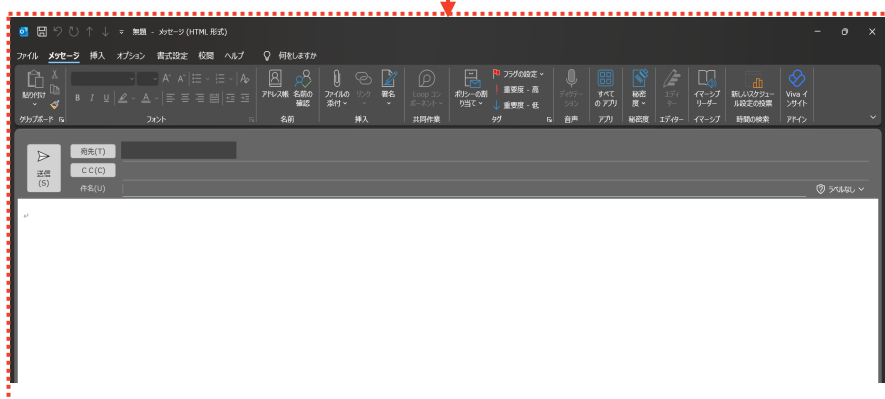 無題 - メッセージ (HTML 形式)
ファイル メッセージ 挿入 オプション 書式設定 校閲 ヘルプ 何をしますか
貼り付け
B I U A
アドレス帳 名前の確認
ファイルの添付 リンク 署名
Loop コンポーネント
ポリシーの割り当て
フラグの設定
重要度 - 高
重要度 - 低
ディクテーション
すべてのアプリ
秘密度
エディター
イマーシブ リーダー
新しいスケジュール設定の投票
Viva インサイト
クリップボード フォント 名前 挿入 共同作業 タグ 音声 アプリ 秘密度 エディター イマーシブ 時間の検索 アドイン
送信(S)
宛先(T)
C C(C)
件名(U)
ラベルなし